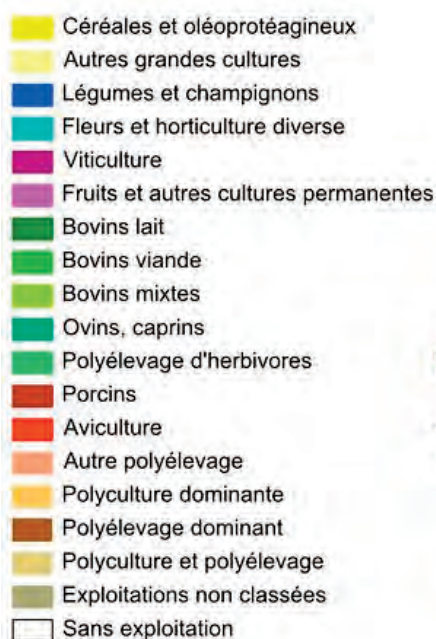 Céréales et oléoprotéagineux
Autres grandes cultures
Légumes et champignons
Fleurs et horticulture diverse
Viticulture
Fruits et autres cultures permanentes
Bovins lait
Bovins viande
Bovins mixtes
Ovins, caprins
Polyélevage d'herbivores
Porcins
Aviculture
Autre polyélevage
Polyculture dominante
Polyélevage dominant
Polyculture et polyélevage
Exploitations non classées
Sans exploitation